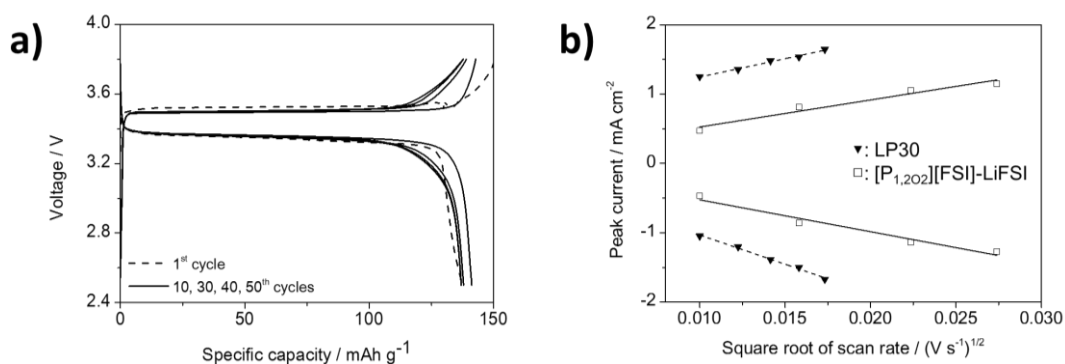 a)
4.0
3.6
3.2
2.8
2.4
Voltage / V
1st cycle
10, 30, 40, 50th cycles
0
50
100
150
Specific capacity / mAh g-1
b)
2
1
0
-1
-2
Peak current / mA cm-2
▼: LP30
□: [P1,2O2][FSI]-LiFSI
0.010
0.015
0.020
0.025
0.030
Square root of scan rate / (V s-1)1/2